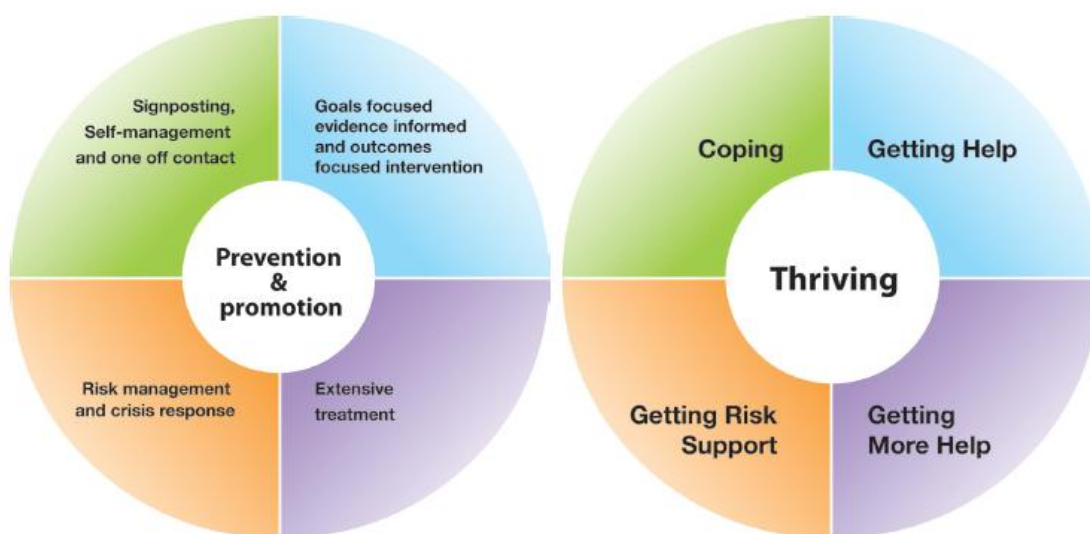 Signposting,
Self-management
and one off contact
Goals focused
evidence informed
and outcomes
focused intervention
Prevention
&
promotion
Risk management
and crisis response
Extensive
treatment
Coping
Getting Help
Thriving
Getting Risk
Support
Getting
More Help